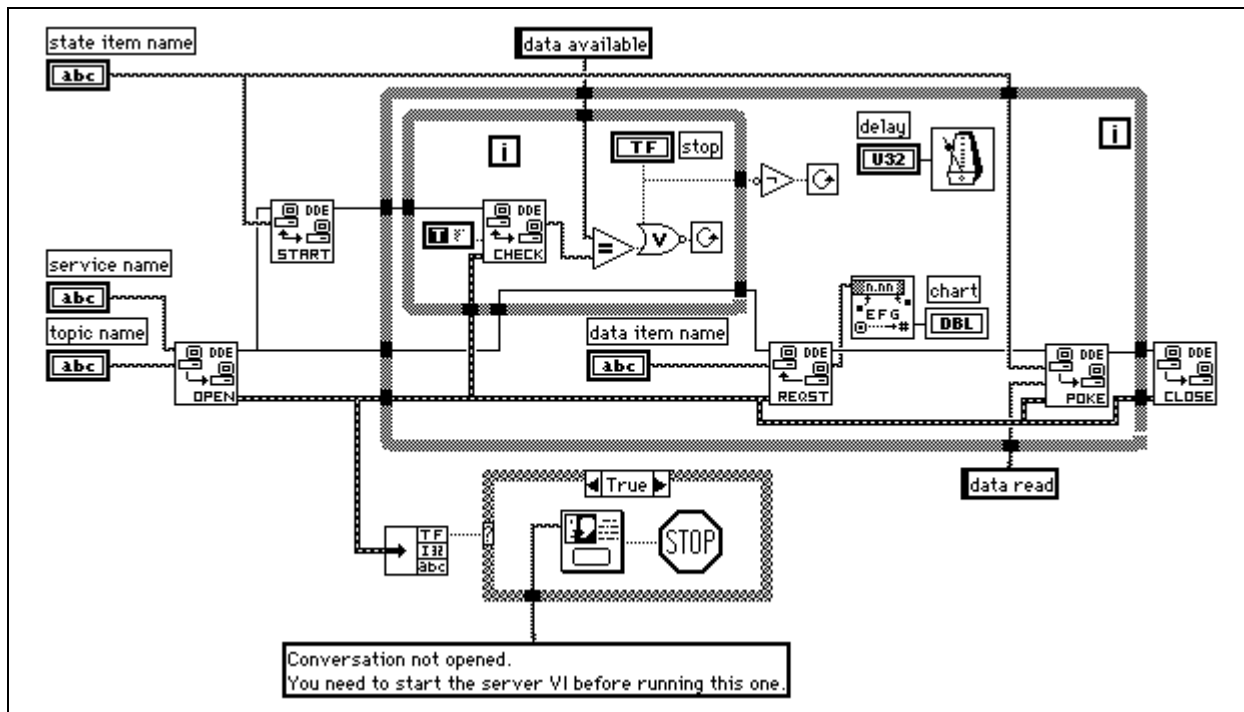 state item name
abc
data available
i
TF
stop
delay
U32
i
DDE
START
T
DDE
CHECK
=
V
¬
service name
abc
topic name
abc
DDE
OPEN
data item name
abc
DDE
REQST
n.nn
EFG
#
chart
DBL
DDE
POKE
DDE
CLOSE
data read
True
TF
I32
abc
?
STOP
Conversation not opened.
You need to start the server VI before running this one.